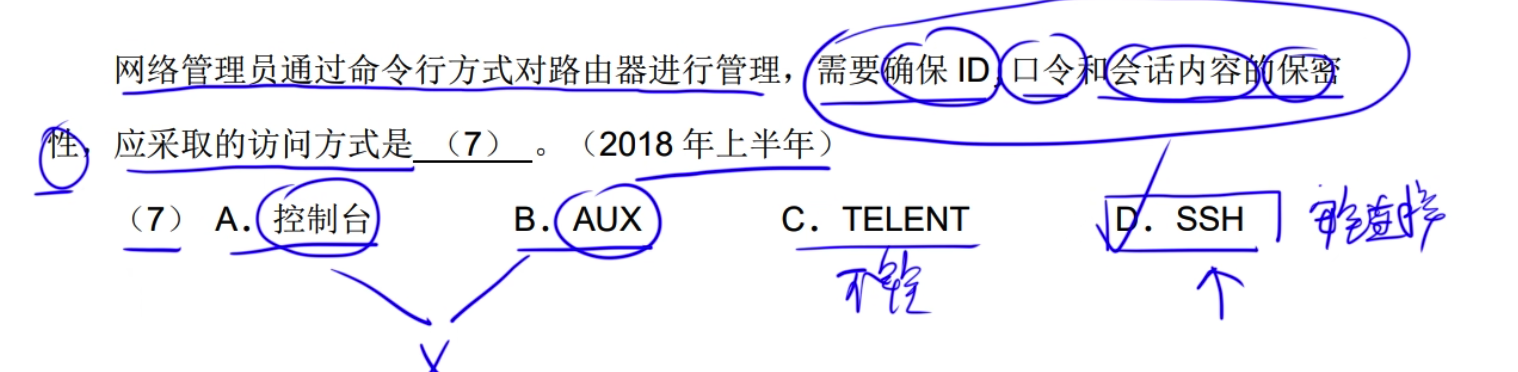 网络管理员通过命令行方式对路由器进行管理，需要确保 ID,口令和会话内容的保密
性，应采取的访问方式是 （7） 。（2018 年上半年）
（7） A．控制台 B．AUX C．TELENT D．SSH
不安全